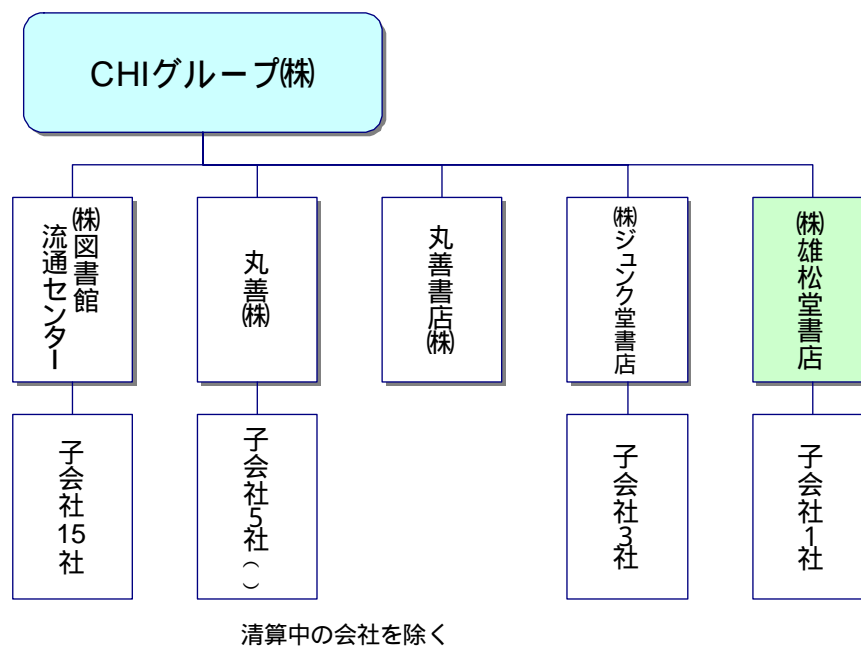 CHIグループ㈱
㈱図書館
流通センター
丸善㈱
丸善書店㈱
㈱ジュンク堂書店
㈱雄松堂書店
子会社15社
子会社5社()
子会社3社
子会社1社
清算中の会社を除く